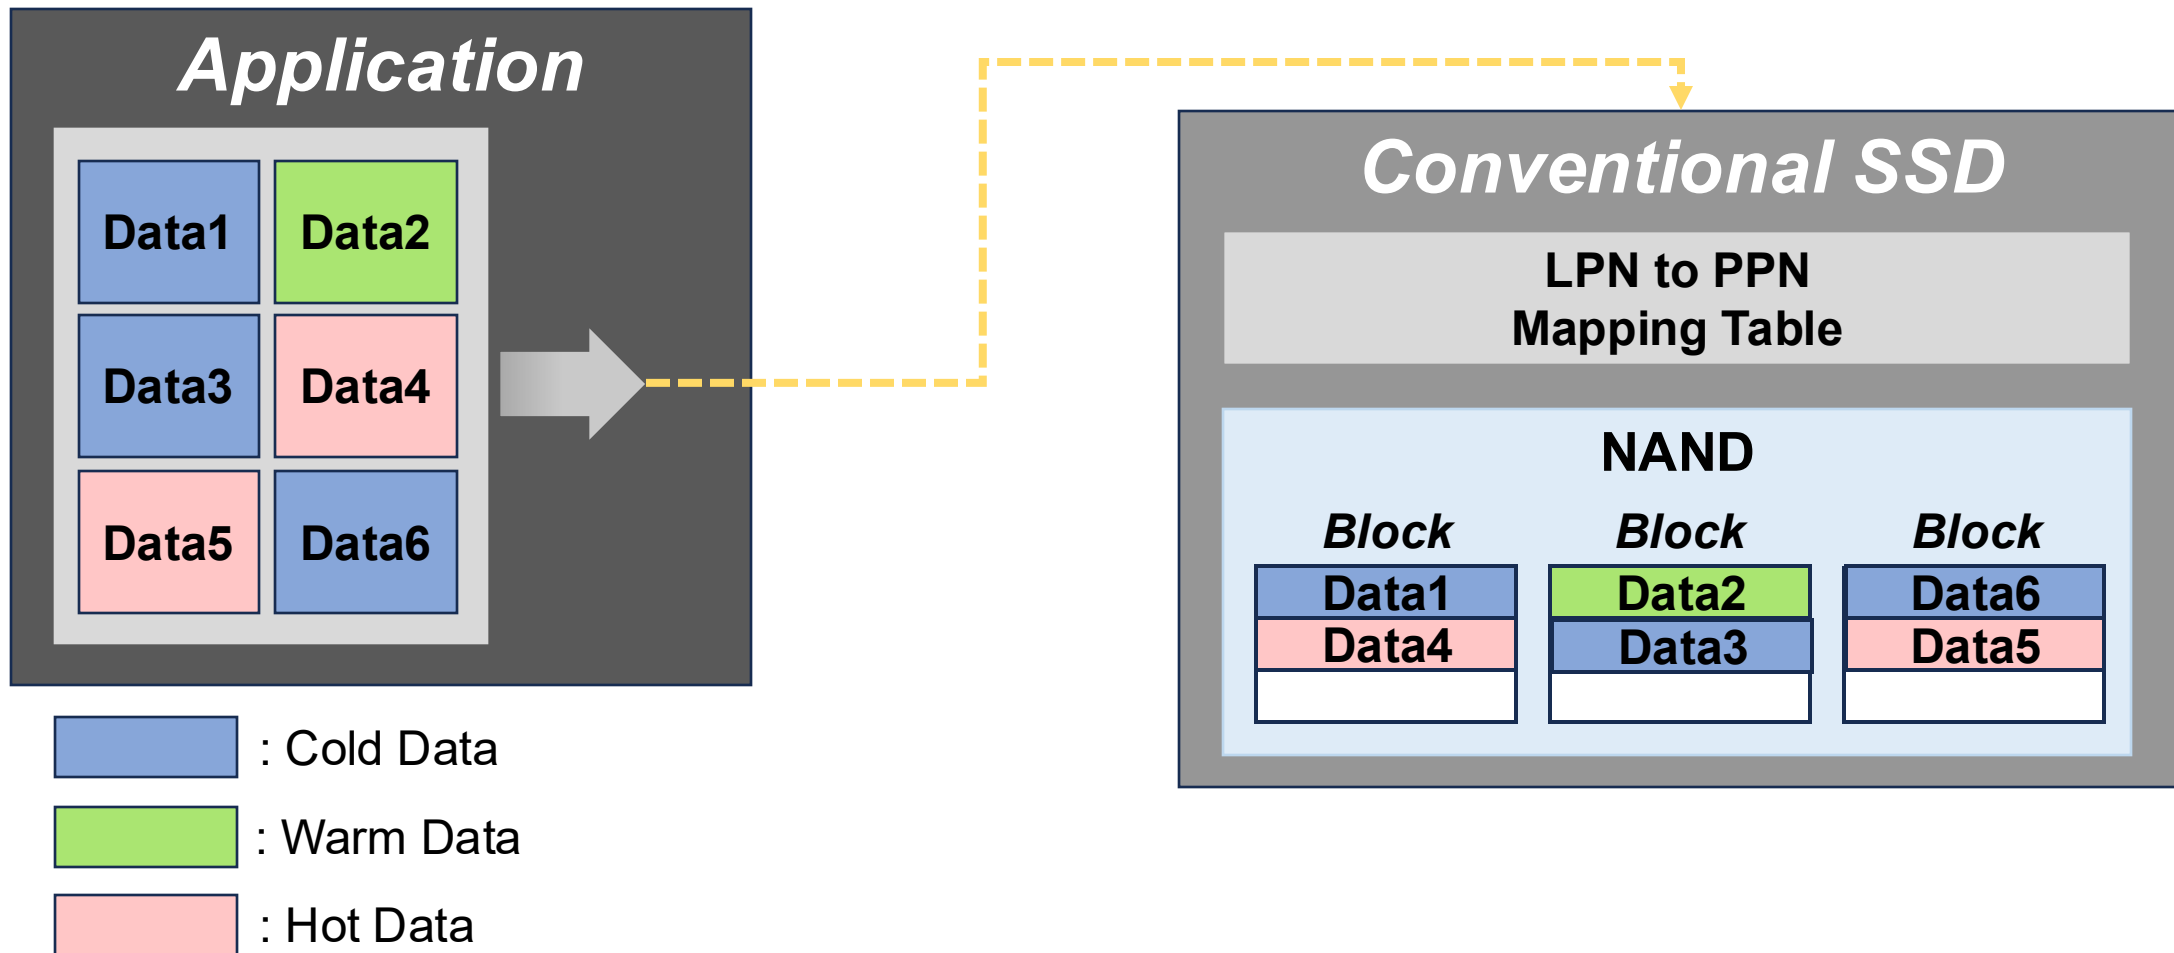 Application
Data1
Data2
Data3
Data4
Data5
Data6
: Cold Data
: Warm Data
: Hot Data
Conventional SSD
LPN to PPN
Mapping Table
NAND
Block
Block
Block
Data1
Data2
Data6
Data4
Data3
Data5